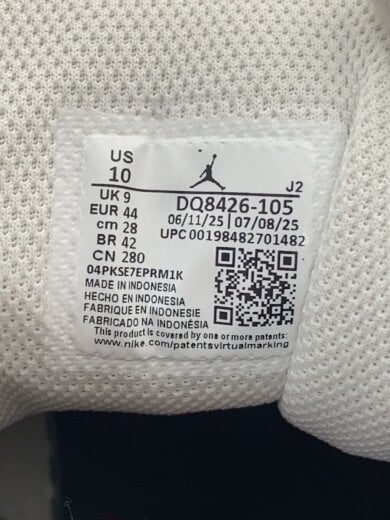 US
10
J2
UK 9
EUR 44
cm 28
BR 42
CN 280
DQ8426-105
06/11/25 | 07/08/25
UPC 00198482701482
04PKSE7EPRM1K
MADE IN INDONESIA
HECHO EN INDONESIA
FABRIQUE EN INDONESIE
FABRICADO NA INDONÉSIA
This product is covered by one or more patents:
www.nike.com/patentsvirtualmarking